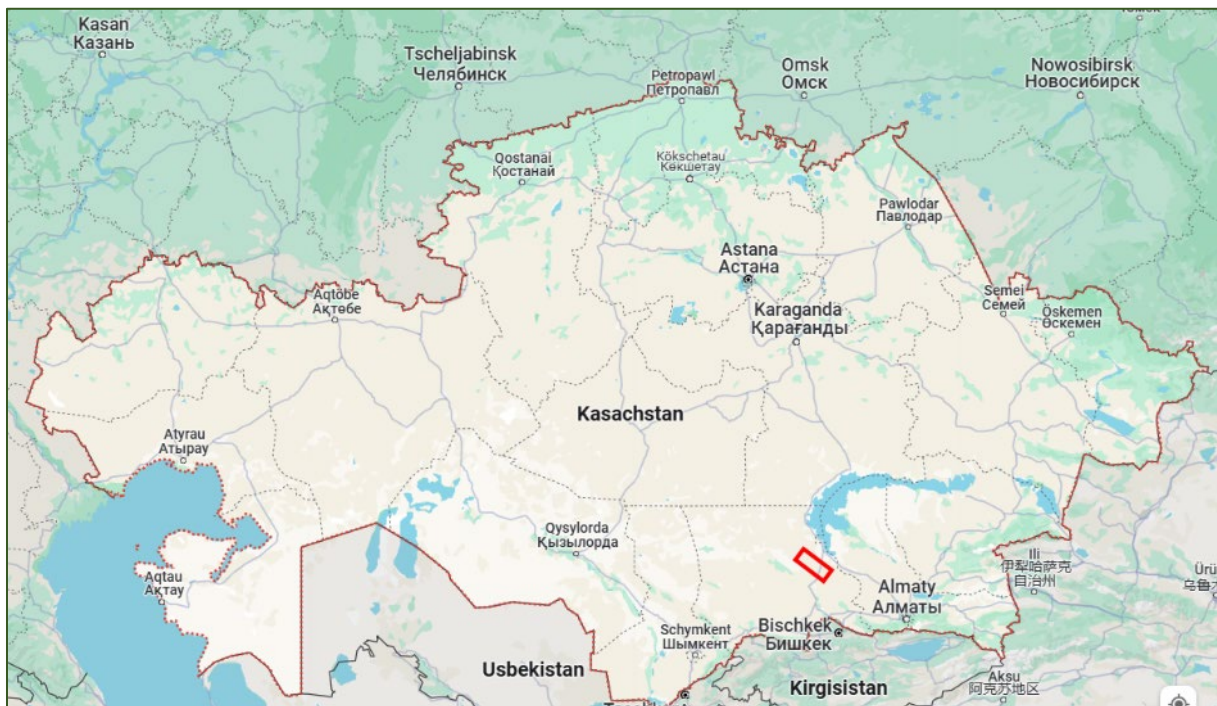 Kasan
Казань
Tscheljabinsk
Челябинск
Omsk
Омск
Nowosibirsk
Новосибирск
Petropawl
Петропавл
Qostanai
Қостанай
Kökschetau
Көкшетау
Pawlodar
Павлодар
Astana
Астана
Semei
Семей
Öskemen
Өскемен
Aqtöbe
Ақтөбе
Karaganda
Қарағанды
Kasachstan
Atyrau
Атырау
Qysylorda
Қызылорда
Ili
伊犁哈萨克
自治州
Aqtau
Ақтау
Almaty
Алматы
Bischkek
Бишкек
Schymkent
Шымкент
Usbekistan
Kirgisistan
Aksu
阿克苏地区